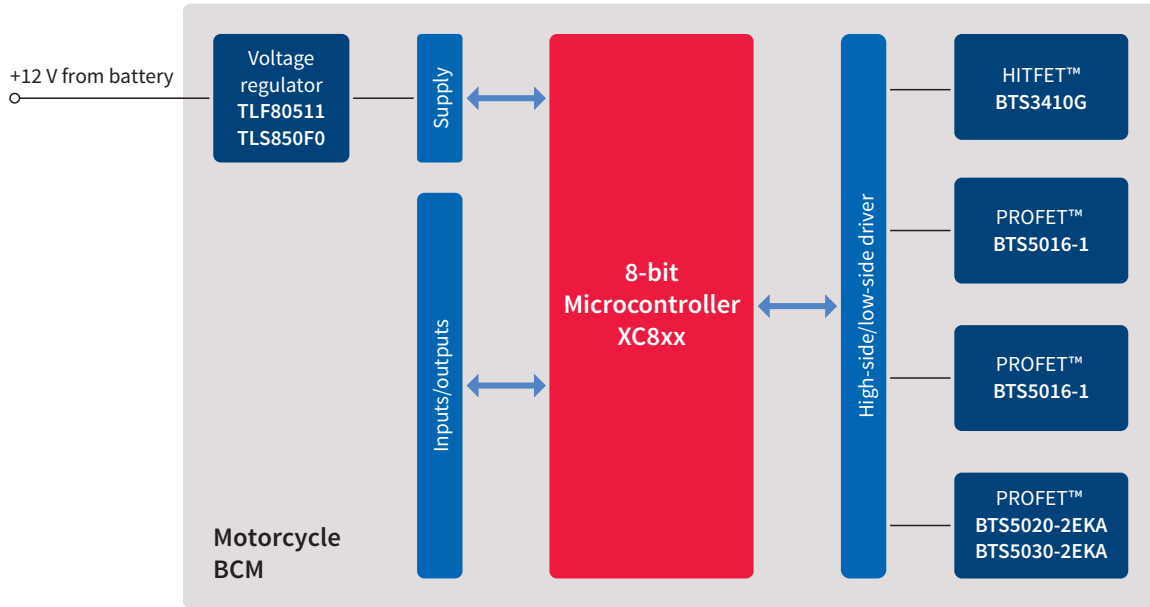 +12 V from battery
Voltage
regulator
TLF80511
TLS850F0
Supply
Inputs/outputs
8-bit
Microcontroller
XC8xx
High-side/low-side driver
HITFET™
BTS3410G
PROFET™
BTS5016-1
PROFET™
BTS5016-1
PROFET™
BTS5020-2EKA
BTS5030-2EKA
Motorcycle
BCM